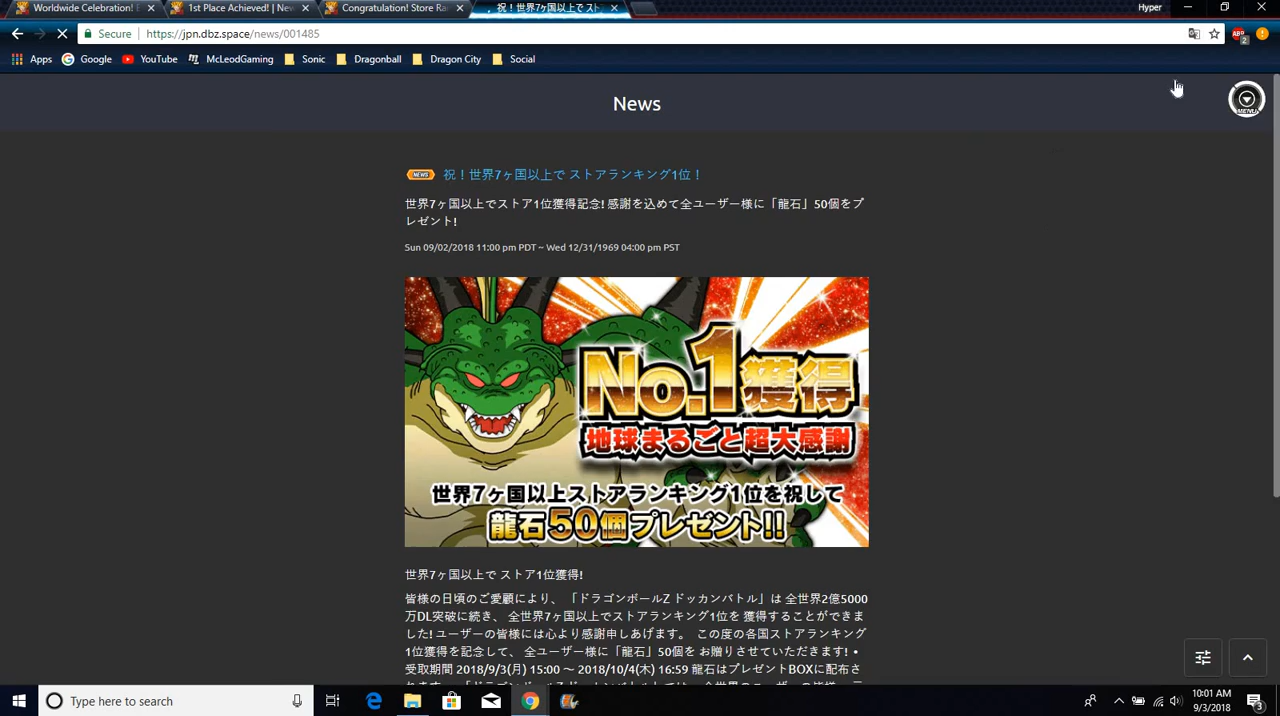 Worldwide Celebration! E
1st Place Achieved! | Nev
Congratulation! Store Ran
祝！世界7ヶ国以上で スト
Hyper
Secure
https://jpn.dbz.space/news/001485
ABP
2
Apps
Google
YouTube
McLeodGaming
Sonic
Dragonball
Dragon City
Social
News
MENU
NEWS
祝！世界7ヶ国以上で ストアランキング1位！
世界7ヶ国以上でストア1位獲得記念! 感謝を込めて全ユーザー様に「龍石」50個をプ
レゼント!
Sun 09/02/2018 11:00 pm PDT ~ Wed 12/31/1969 04:00 pm PST
No.1獲得
地球まるごと超大感謝
世界7ヶ国以上ストアランキング1位を祝して
龍石50個プレゼント!!
世界7ヶ国以上で ストア1位獲得!
皆様の日頃のご愛顧により、 「ドラゴンボールZ ドッカンバトル」は 全世界2億5000
万DL突破に続き、 全世界7ヶ国以上でストアランキング1位を 獲得することができま
した! ユーザーの皆様には心より感謝申しあげます。 この度の各国ストアランキング
1位獲得を記念して、 全ユーザー様に「龍石」50個を お贈りさせていただきます! •
受取期間 2018/9/3(月) 15:00 ～ 2018/10/4(木) 16:59 龍石はプレゼントBOXに配布さ
Type here to search
10:01 AM
9/3/2018
3